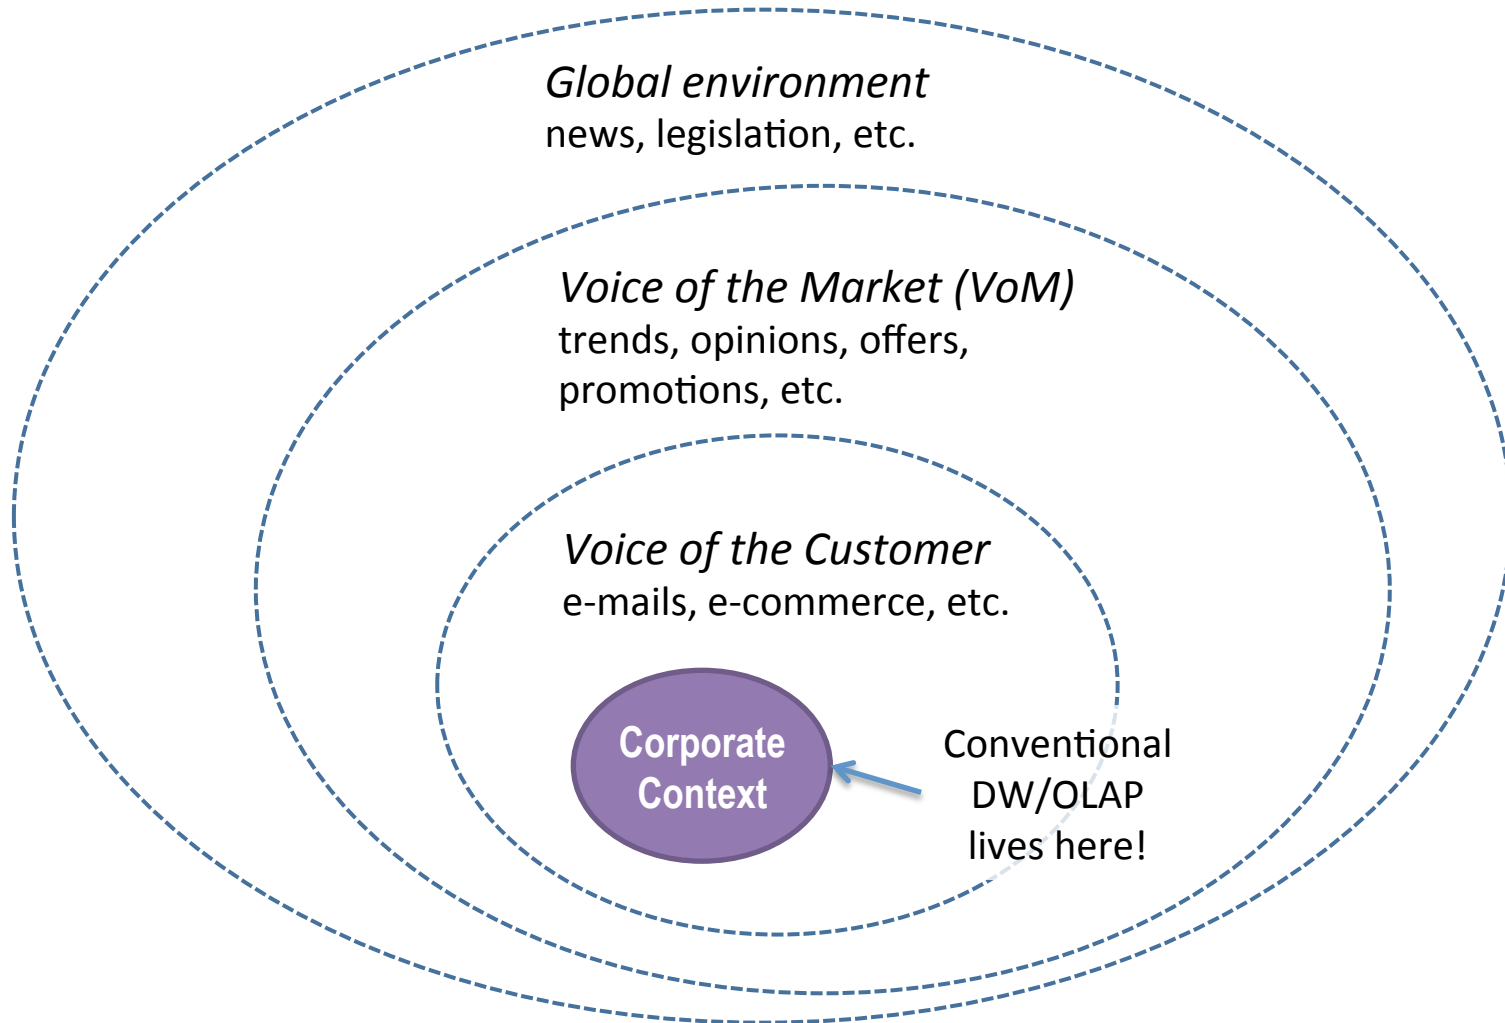 Global environment
news, legislation, etc.
Voice of the Market (VoM)
trends, opinions, offers,
promotions, etc.
Voice of the Customer
e-mails, e-commerce, etc.
Corporate
Context
Conventional
DW/OLAP
lives here!